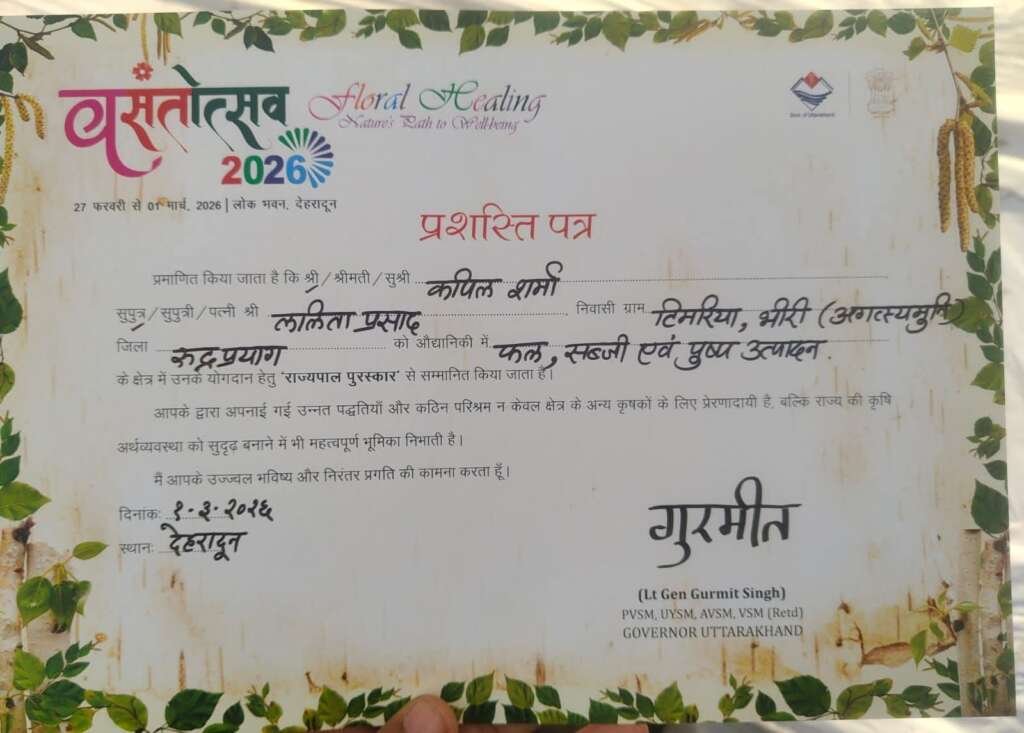 वसंतोत्सव 2026
Floral Healing
Nature's Path to Well-being
27 फरवरी से 01 मार्च, 2026 | लोक भवन, देहरादून
प्रशस्ति पत्र
प्रमाणित किया जाता है कि श्री / श्रीमती / सुश्री कपिल शर्मा
सुपुत्र / सुपुत्री / पत्नी श्री ललिता प्रसाद निवासी ग्राम टिमरिया, भीरी (अगस्त्यमुनि)
जिला रुद्रप्रयाग को औद्यानिकी में फल, सब्जी एवं पुष्प उत्पादन.
के क्षेत्र में उनके योगदान हेतु 'राज्यपाल पुरस्कार' से सम्मानित किया जाता है।
आपके द्वारा अपनाई गई उन्नत पद्धतियाँ और कठिन परिश्रम न केवल क्षेत्र के अन्य कृषकों के लिए प्रेरणादायी है, बल्कि राज्य की कृषि
अर्थव्यवस्था को सुदृढ़ बनाने में भी महत्वपूर्ण भूमिका निभाती है।
मैं आपके उज्ज्वल भविष्य और निरंतर प्रगति की कामना करता हूँ।
दिनांकः १.३.२०२६
स्थानः देहरादून
गुरमीत
(Lt Gen Gurmit Singh)
PVSM, UYSM, AVSM, VSM (Retd)
GOVERNOR UTTARAKHAND